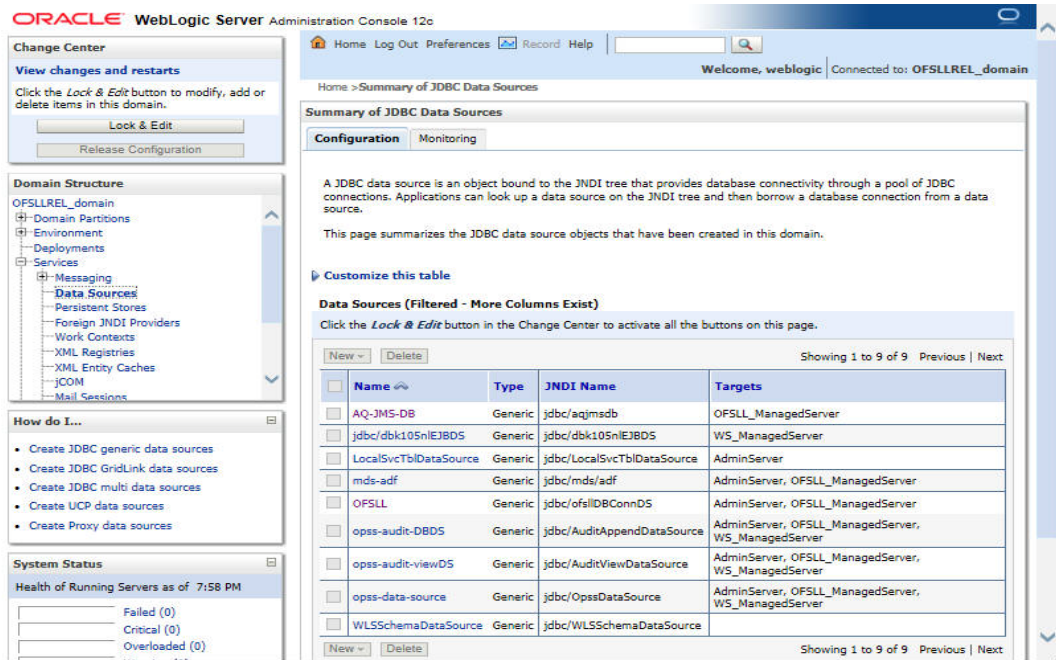 ORACLE WebLogic Server Administration Console 12c
Change Center
View changes and restarts
Click the Lock & Edit button to modify, add or
delete items in this domain.
Lock & Edit
Release Configuration
Domain Structure
OFSLLREL_domain
Domain Partitions
Environment
Deployments
Services
Messaging
Data Sources
Persistent Stores
Foreign JNDI Providers
Work Contexts
XML Registries
XML Entity Caches
jCOM
Mail Sessions
How do I...
Create JDBC generic data sources
Create JDBC GridLink data sources
Create JDBC multi data sources
Create UCP data sources
Create Proxy data sources
System Status
Health of Running Servers as of 7:58 PM
Failed (0)
Critical (0)
Overloaded (0)
Home Log Out Preferences Record Help
Welcome, weblogic Connected to: OFSLLREL_domain
Home >Summary of JDBC Data Sources
Summary of JDBC Data Sources
Configuration Monitoring
A JDBC data source is an object bound to the JNDI tree that provides database connectivity through a pool of JDBC
connections. Applications can look up a data source on the JNDI tree and then borrow a database connection from a data
source.
This page summarizes the JDBC data source objects that have been created in this domain.
Customize this table
Data Sources (Filtered - More Columns Exist)
Click the Lock & Edit button in the Change Center to activate all the buttons on this page.
New Delete Showing 1 to 9 of 9 Previous | Next
Name Type JNDI Name Targets
AQ-JMS-DB Generic jdbc/aqjmsdb OFSLL_ManagedServer
jdbc/dbk105nlEJBDS Generic jdbc/dbk105nlEJBDS WS_ManagedServer
LocalSvcTblDataSource Generic jdbc/LocalSvcTblDataSource AdminServer
mds-adf Generic jdbc/mds/adf AdminServer, OFSLL_ManagedServer
OFSLL Generic jdbc/ofsllDBConnDS AdminServer, OFSLL_ManagedServer
opss-audit-DBDS Generic jdbc/AuditAppendDataSource AdminServer, OFSLL_ManagedServer,
WS_ManagedServer
opss-audit-viewDS Generic jdbc/AuditViewDataSource AdminServer, OFSLL_ManagedServer,
WS_ManagedServer
opss-data-source Generic jdbc/OpssDataSource AdminServer, OFSLL_ManagedServer,
WS_ManagedServer
WLSSchemaDataSource Generic jdbc/WLSSchemaDataSource
New Delete Showing 1 to 9 of 9 Previous | Next